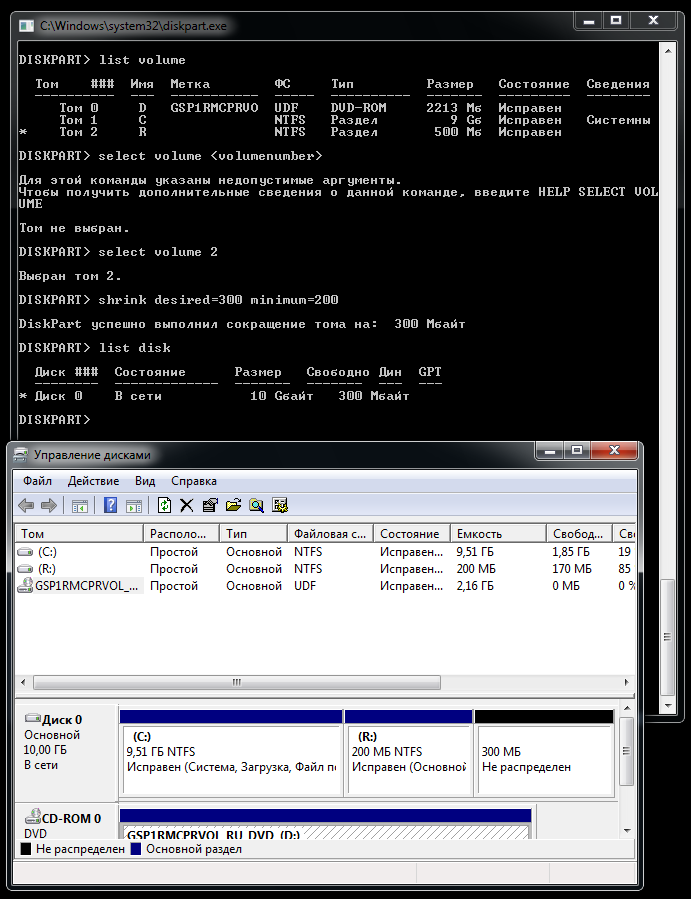 C:\Windows\system32\diskpart.exe
DISKPART> list volume
Том ### Имя Метка ФС Тип Размер Состояние Сведения
Том 0 D GSP1RMCPRVO UDF DVD-ROM 2213 Мб Исправен
Том 1 C NTFS Раздел 9 Gб Исправен Системны
* Том 2 R NTFS Раздел 500 Мб Исправен
DISKPART> select volume <volumenumber>
Для этой команды указаны недопустимые аргументы.
Чтобы получить дополнительные сведения о данной команде, введите HELP SELECT VOL
UME
Том не выбран.
DISKPART> select volume 2
Выбран том 2.
DISKPART> shrink desired=300 minimum=200
DiskPart успешно выполнил сокращение тома на: 300 Mбайт
DISKPART> list disk
Диск ### Состояние Размер Свободно Дин GPT
* Диск 0 В сети 10 Gбайт 300 Mбайт
DISKPART>
Управление дисками
Файл Действие Вид Справка
Том Располо... Тип Файловая с... Состояние Емкость Свобод... Сво
(C:) Простой Основной NTFS Исправен... 9,51 ГБ 1,85 ГБ 19
(R:) Простой Основной NTFS Исправен... 200 МБ 170 МБ 85
GSP1RMCPRVOL_... Простой Основной UDF Исправен... 2,16 ГБ 0 МБ 0 %
Диск 0
Основной
10,00 ГБ
В сети
(C:)
9,51 ГБ NTFS
Исправен (Система, Загрузка, Файл по
(R:)
200 МБ NTFS
Исправен (Основной
300 МБ
Не распределен
CD-ROM 0
DVD
GSP1RMCPRVOL_RU_DVD (D:)
Не распределен Основной раздел